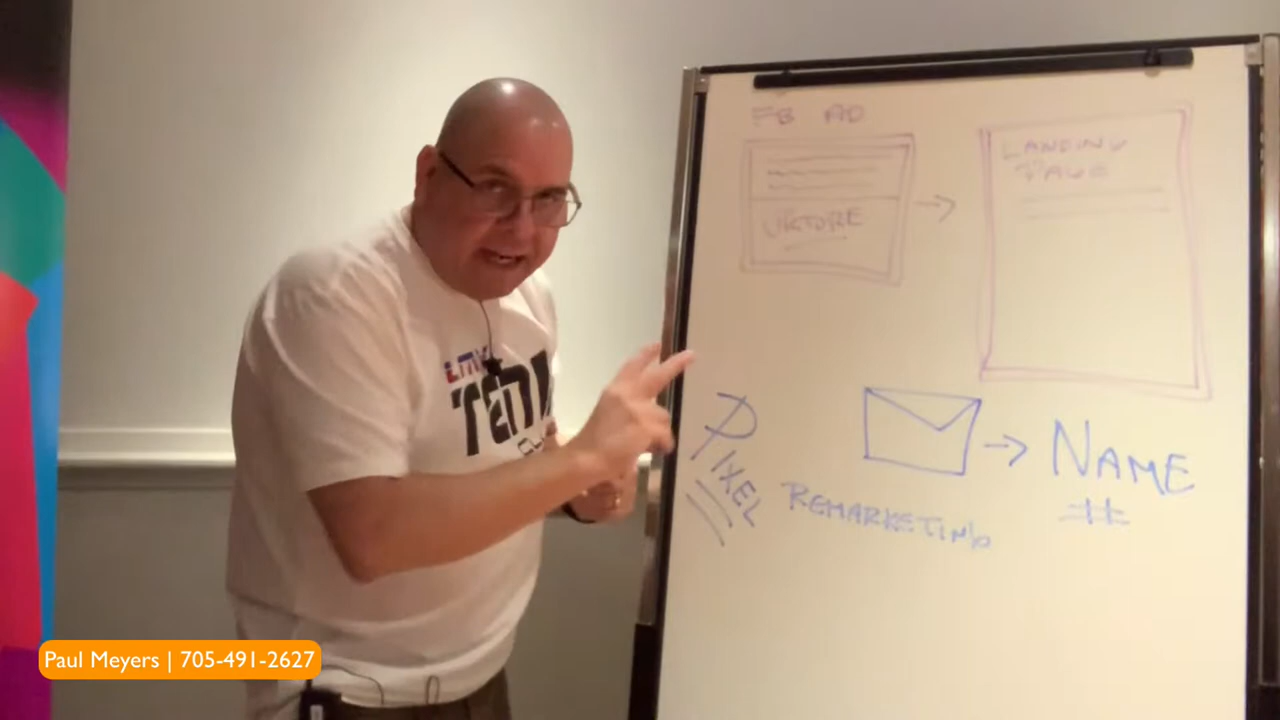 FB AD
LANDING
PAGE
PICTURE
PIXEL
NAME
#
REMARKETING
Paul Meyers | 705-491-2627